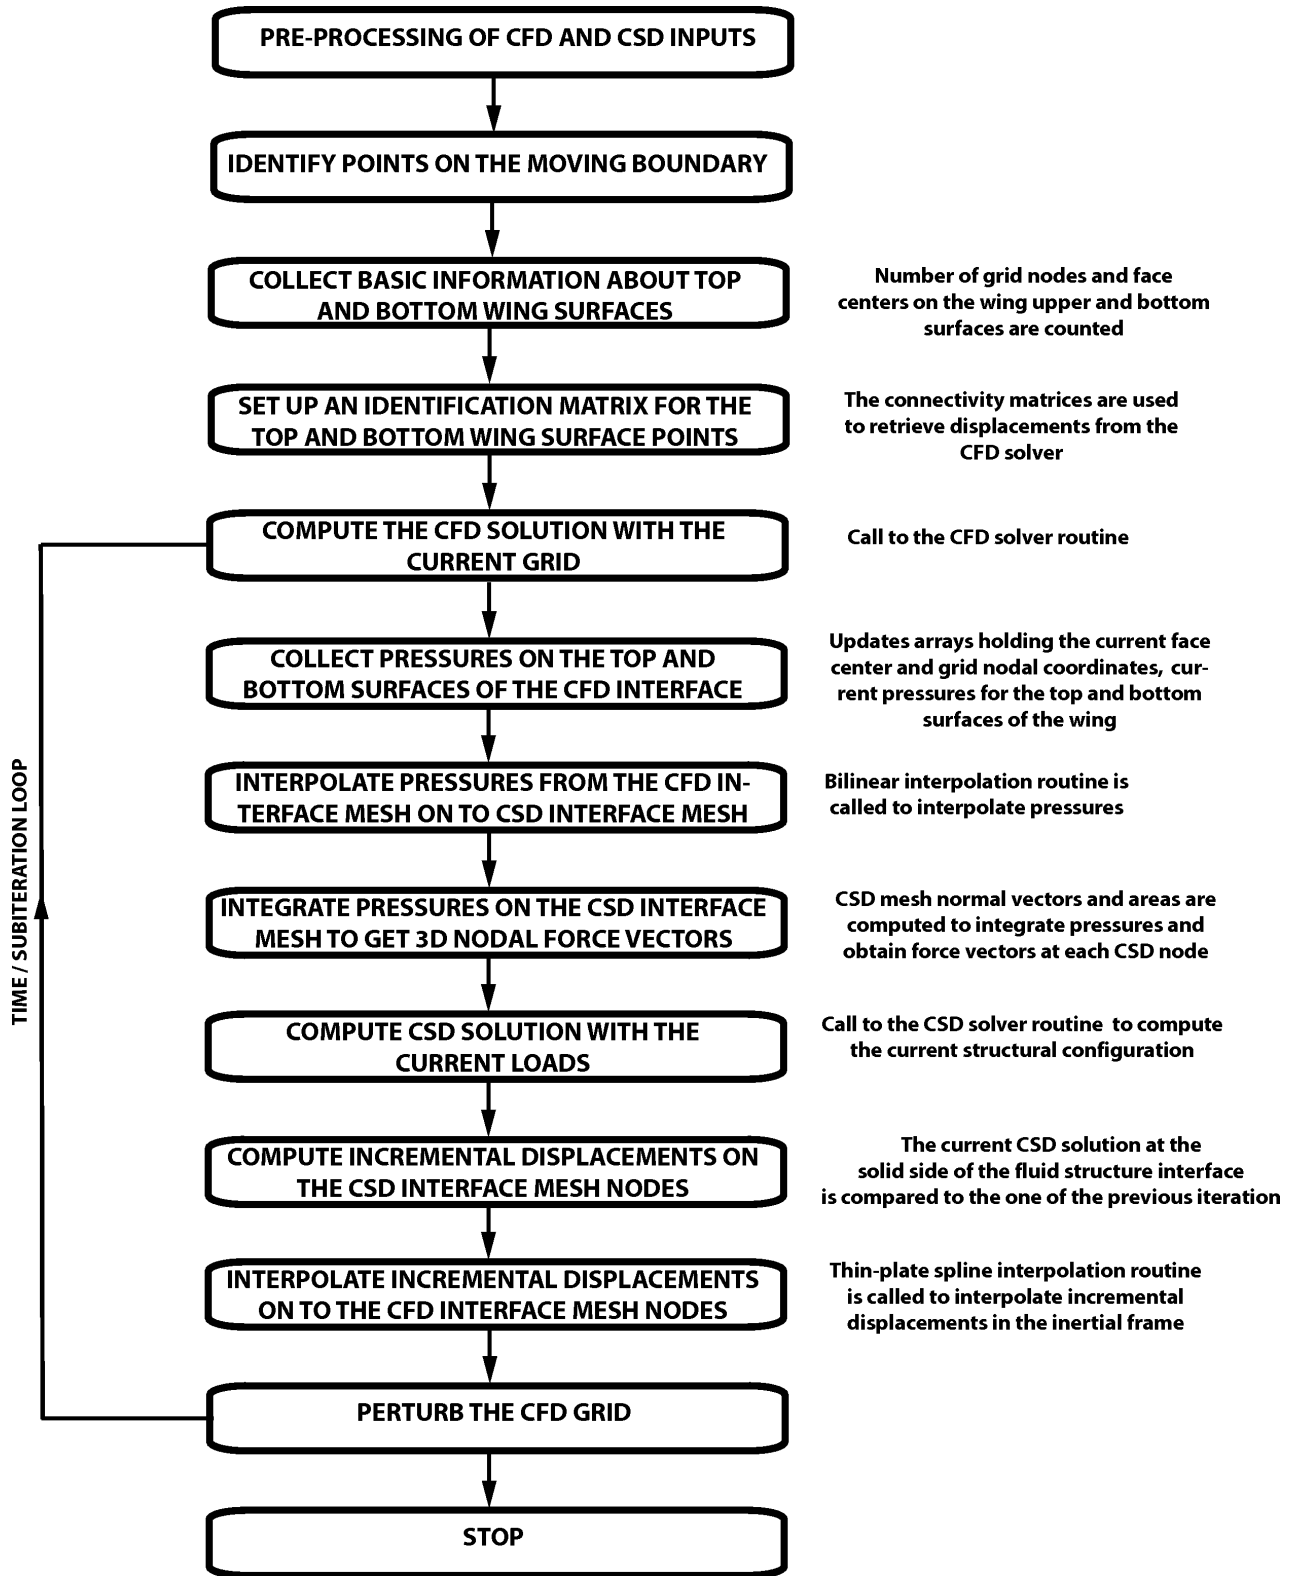 PRE-PROCESSING OF CFD AND CSD INPUTS
IDENTIFY POINTS ON THE MOVING BOUNDARY
COLLECT BASIC INFORMATION ABOUT TOP
AND BOTTOM WING SURFACES
Number of grid nodes and face
centers on the wing upper and bottom
surfaces are counted
SET UP AN IDENTIFICATION MATRIX FOR THE
TOP AND BOTTOM WING SURFACE POINTS
The connectivity matrices are used
to retrieve displacements from the
CFD solver
COMPUTE THE CFD SOLUTION WITH THE
CURRENT GRID
Call to the CFD solver routine
COLLECT PRESSURES ON THE TOP AND
BOTTOM SURFACES OF THE CFD INTERFACE
Updates arrays holding the current face
center and grid nodal coordinates, cur-
rent pressures for the top and bottom
surfaces of the wing
INTERPOLATE PRESSURES FROM THE CFD IN-
TERFACE MESH ON TO CSD INTERFACE MESH
Bilinear interpolation routine is
called to interpolate pressures
INTEGRATE PRESSURES ON THE CSD INTERFACE
MESH TO GET 3D NODAL FORCE VECTORS
CSD mesh normal vectors and areas are
computed to integrate pressures and
obtain force vectors at each CSD node
COMPUTE CSD SOLUTION WITH THE
CURRENT LOADS
Call to the CSD solver routine to compute
the current structural configuration
COMPUTE INCREMENTAL DISPLACEMENTS ON
THE CSD INTERFACE MESH NODES
The current CSD solution at the
solid side of the fluid structure interface
is compared to the one of the previous iteration
INTERPOLATE INCREMENTAL DISPLACEMENTS
ON TO THE CFD INTERFACE MESH NODES
Thin-plate spline interpolation routine
is called to interpolate incremental
displacements in the inertial frame
PERTURB THE CFD GRID
STOP
TIME / SUBITERATION LOOP